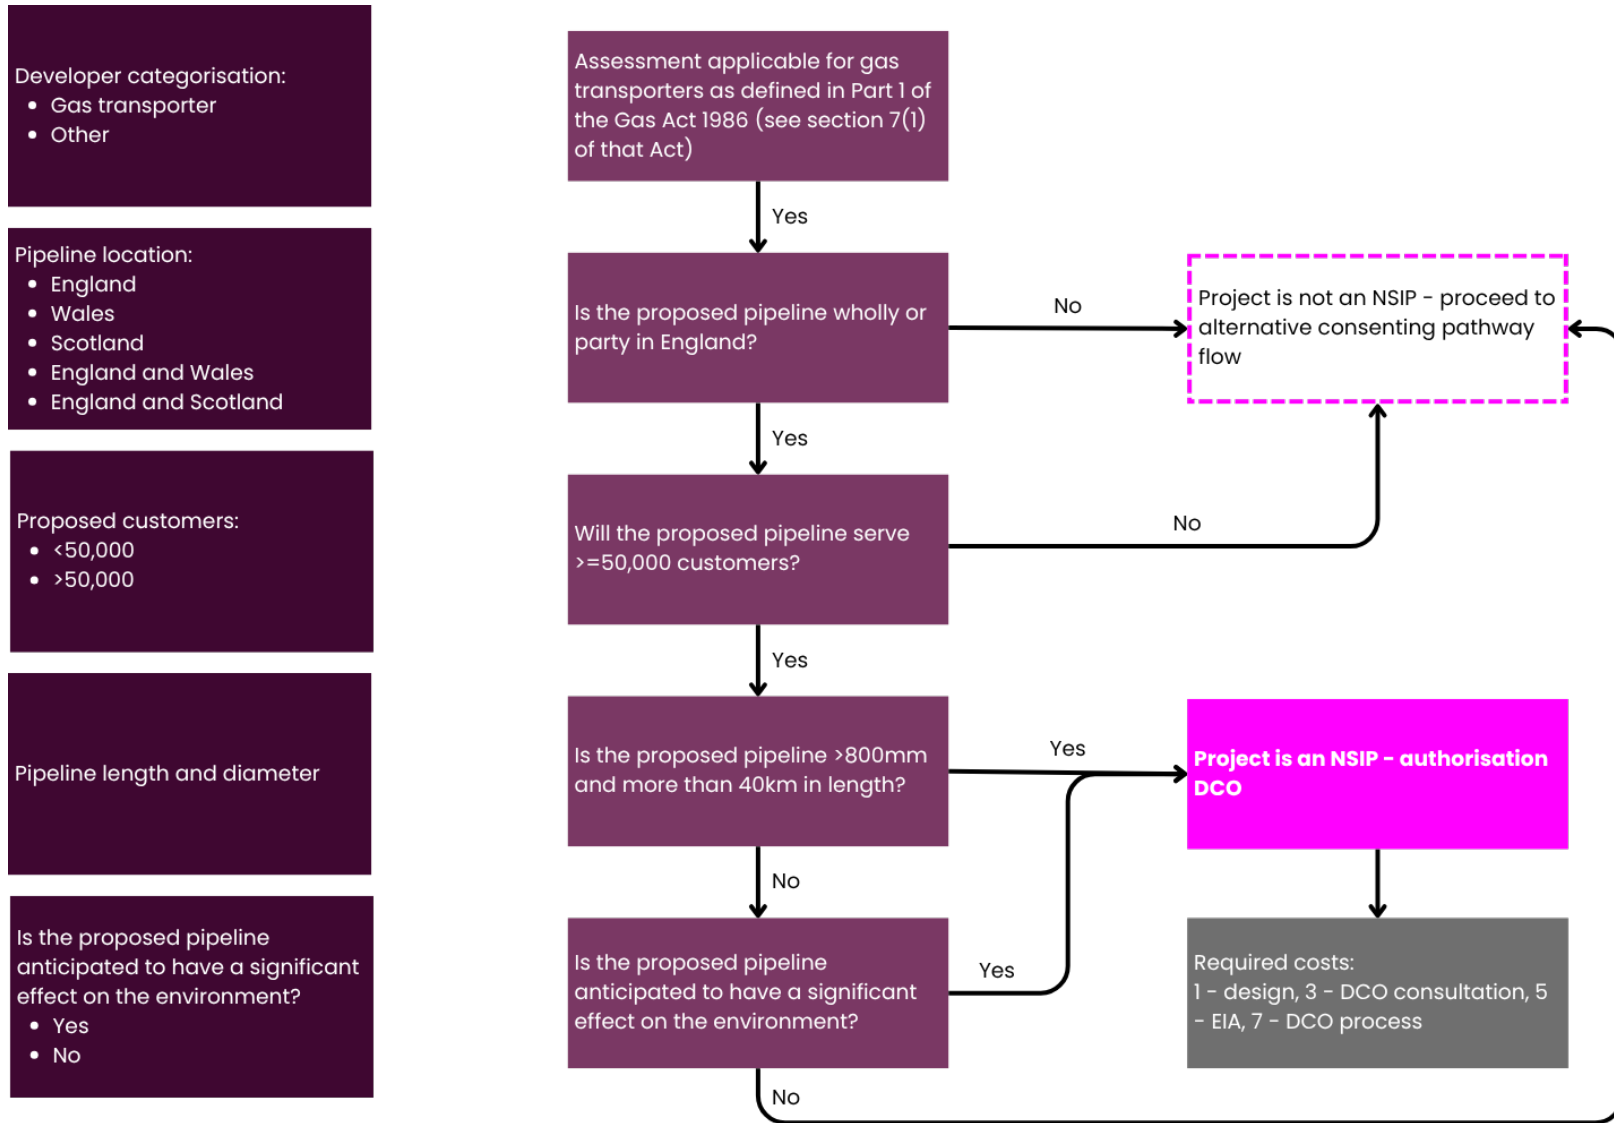 Developer categorisation:
• Gas transporter
• Other
Pipeline location:
• England
• Wales
• Scotland
• England and Wales
• England and Scotland
Proposed customers:
• <50,000
• >50,000
Pipeline length and diameter
Is the proposed pipeline
anticipated to have a significant
effect on the environment?
• Yes
• No
Assessment applicable for gas
transporters as defined in Part 1 of
the Gas Act 1986 (see section 7(1)
of that Act)
Yes
Is the proposed pipeline wholly or
party in England?
No
Project is not an NSIP - proceed to
alternative consenting pathway
flow
Yes
Will the proposed pipeline serve
>=50,000 customers?
No
Yes
Is the proposed pipeline >800mm
and more than 40km in length?
Yes
Project is an NSIP - authorisation
DCO
No
Is the proposed pipeline
anticipated to have a significant
effect on the environment?
Yes
Required costs:
1 - design, 3 - DCO consultation, 5
- EIA, 7 - DCO process
No